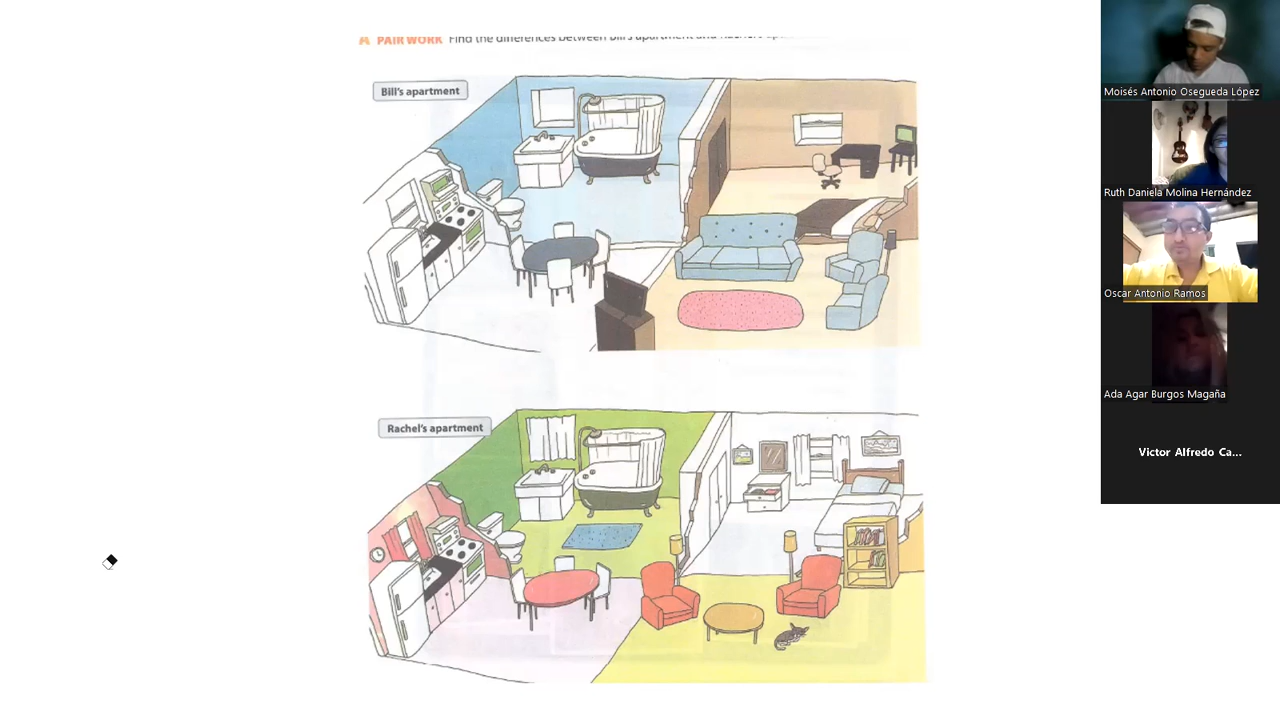 A PAIR WORK Find the differences between Bill's apartment and Rachel's
Bill's apartment
Rachel's apartment
Moisés Antonio Osegueda López
Ruth Daniela Molina Hernández
Oscar Antonio Ramos
Ada Agar Burgos Magaña
Victor Alfredo Ca...